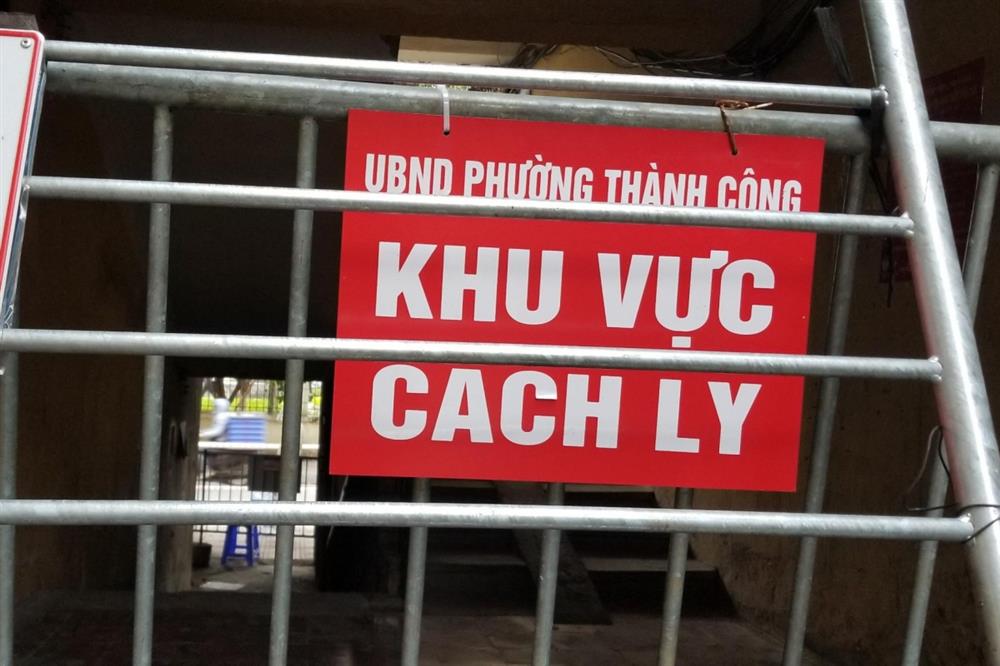 UBND PHƯỜNG THÀNH CÔNG
KHU VỰC
CACH LY